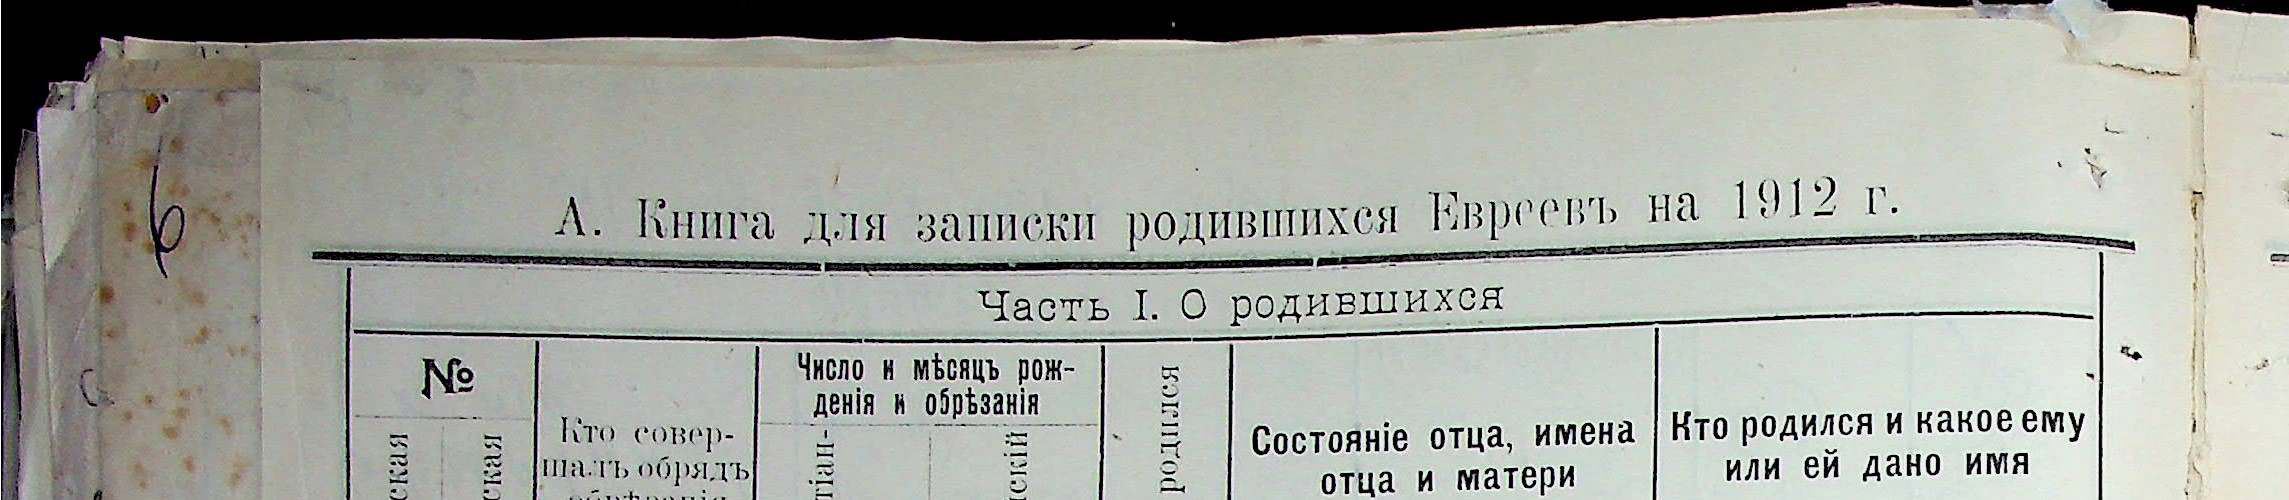 6
А. Книга для записки родившихся Евреевъ на 1912 г.
Часть I. О родившихся
№
Кто совер-
шалъ обрядъ
Число и мѣсяцъ рож-
денія и обрѣзанія
родился
Состояніе отца, имена
отца и матери
Кто родился и какое ему
или ей дано имя